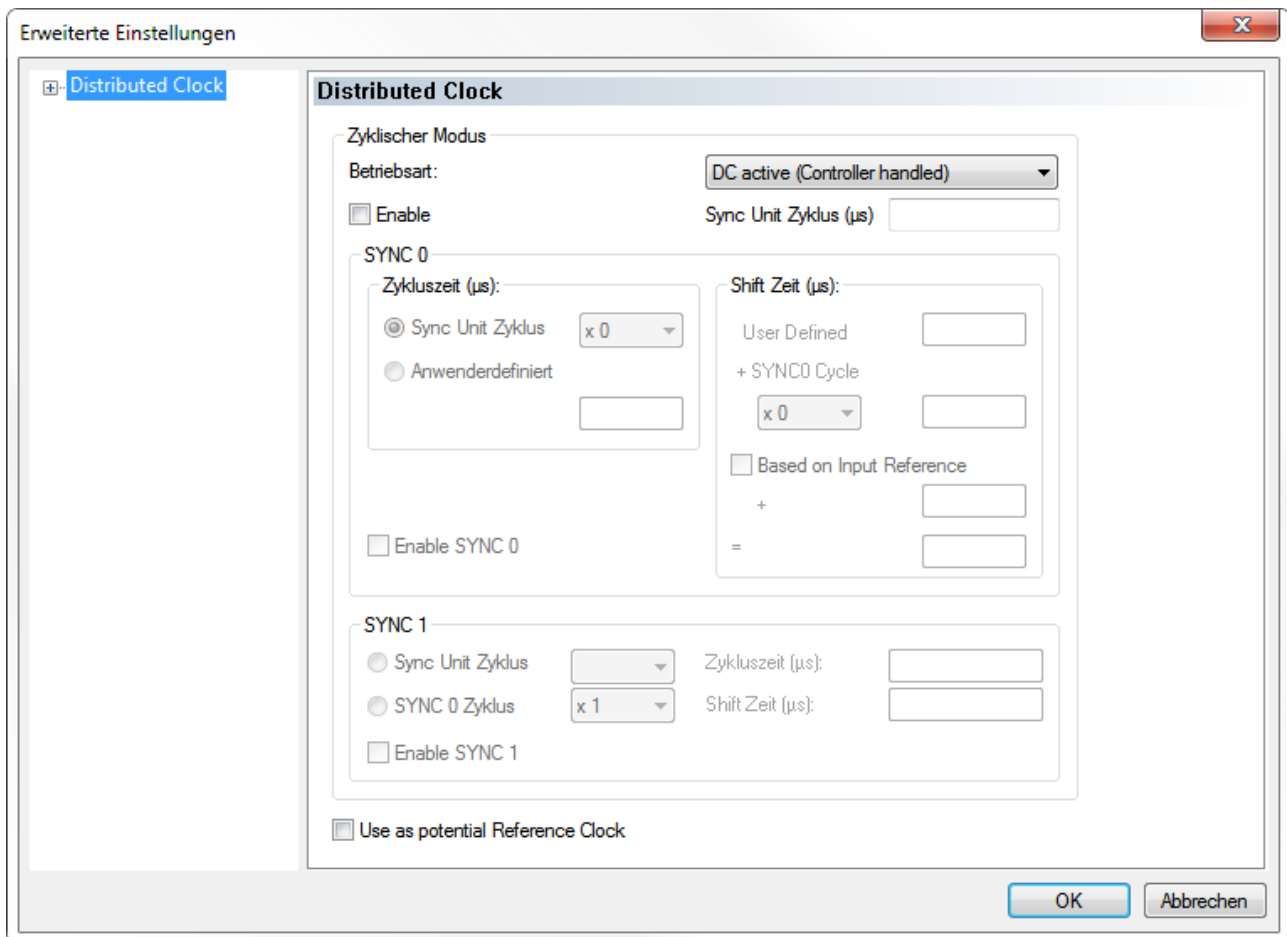 Erweiterte Einstellungen
Distributed Clock
Distributed Clock
Zyklischer Modus
Betriebsart:
DC active (Controller handled)
Enable
Sync Unit Zyklus (µs)
SYNC 0
Zykluszeit (µs):
Sync Unit Zyklus
x 0
Anwenderdefiniert
Enable SYNC 0
Shift Zeit (µs):
User Defined
+ SYNC0 Cycle
x 0
Based on Input Reference
+
=
SYNC 1
Sync Unit Zyklus
Zykluszeit (µs):
SYNC 0 Zyklus
x 1
Shift Zeit (µs):
Enable SYNC 1
Use as potential Reference Clock
OK
Abbrechen